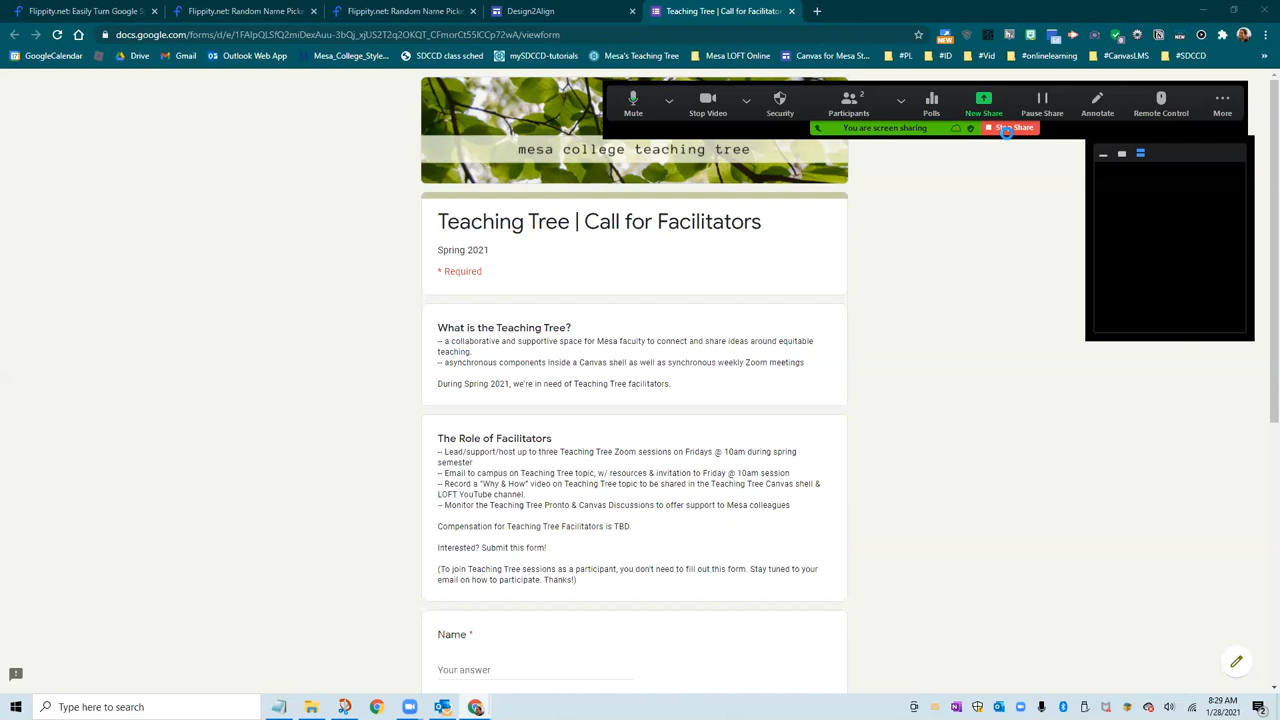 Flippity.net: Easily Turn Google S
Flippity.net: Random Name Picke
Flippity.net: Random Name Picke
Design2Align
Teaching Tree | Call for Facilitator
docs.google.com/forms/d/e/1FAIpQLSfQ2miDexAuu-3bQj_xjUS2T2q2OKQT_CFmorCt55lCCp72wA/viewform
GoogleCalendar
Drive
Gmail
Outlook Web App
Mesa_College_Style...
SDCCD class sched
mySDCCD-tutorials
Mesa's Teaching Tree
Mesa LOFT Online
Canvas for Mesa St...
#PL
#ID
#Vid
#onlinelearning
#CanvasLMS
#SDCCD
2
Mute
Stop Video
Security
Participants
Polls
New Share
Pause Share
Annotate
Remote Control
More
You are screen sharing
Stop Share
mesa college teaching tree
Teaching Tree | Call for Facilitators
Spring 2021
* Required
What is the Teaching Tree?
-- a collaborative and supportive space for Mesa faculty to connect and share ideas around equitable
teaching.
-- asynchronous components inside a Canvas shell as well as synchronous weekly Zoom meetings
During Spring 2021, we're in need of Teaching Tree facilitators.
The Role of Facilitators
-- Lead/support/host up to three Teaching Tree Zoom sessions on Fridays @ 10am during spring
semester
-- Email to campus on Teaching Tree topic, w/ resources & invitation to Friday @ 10am session
-- Record a "Why & How" video on Teaching Tree topic to be shared in the Teaching Tree Canvas shell &
LOFT YouTube channel.
-- Monitor the Teaching Tree Pronto & Canvas Discussions to offer support to Mesa colleagues
Compensation for Teaching Tree Facilitators is TBD.
Interested? Submit this form!
(To join Teaching Tree sessions as a participant, you don't need to fill out this form. Stay tuned to your
email on how to participate. Thanks!)
Name *
Your answer
Type here to search
8:29 AM
1/28/2021